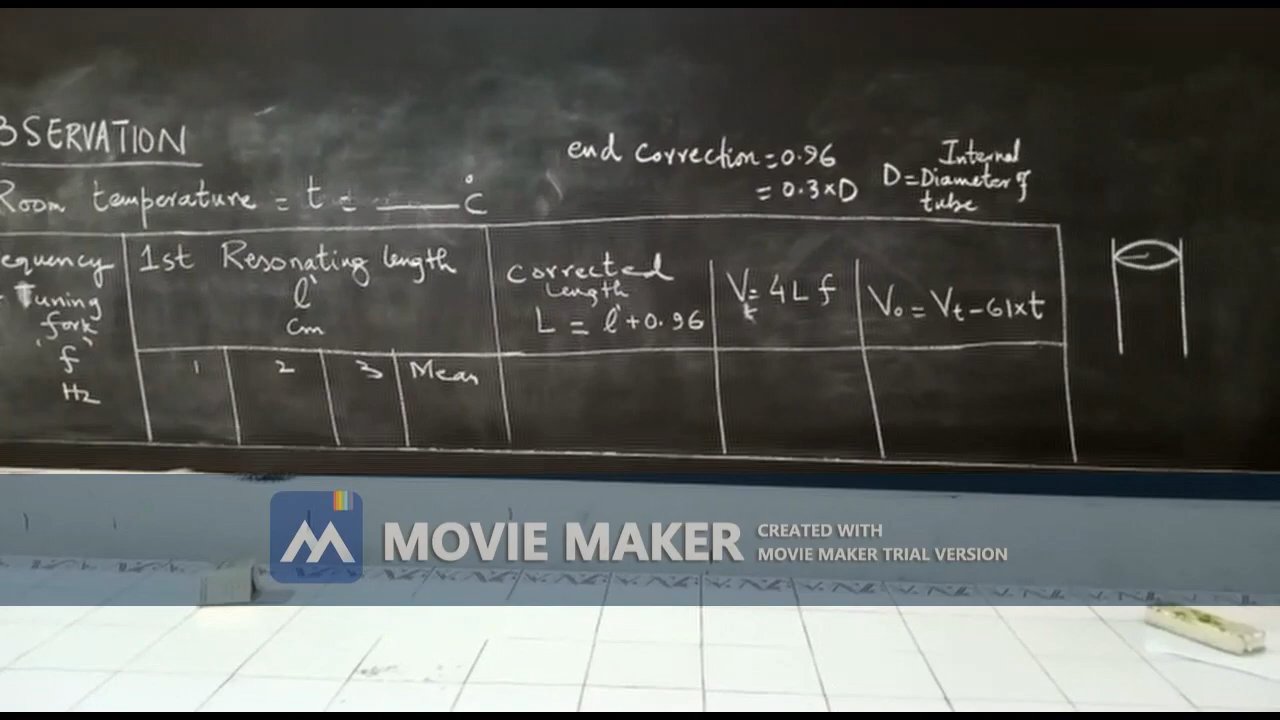 BSERVATION
Room temperature = t = ____°C
end correction = 0.96
= 0.3×D
Internal
D = Diameter of
tube
equency
Tuning
fork
'f'
Hz
1st Resonating length
l'
cm
1 2 3 Mean
Corrected
length
L = l'+0.96
Vt = 4Lf
V₀ = Vt - 61×t
MOVIE MAKER
CREATED WITH
MOVIE MAKER TRIAL VERSION